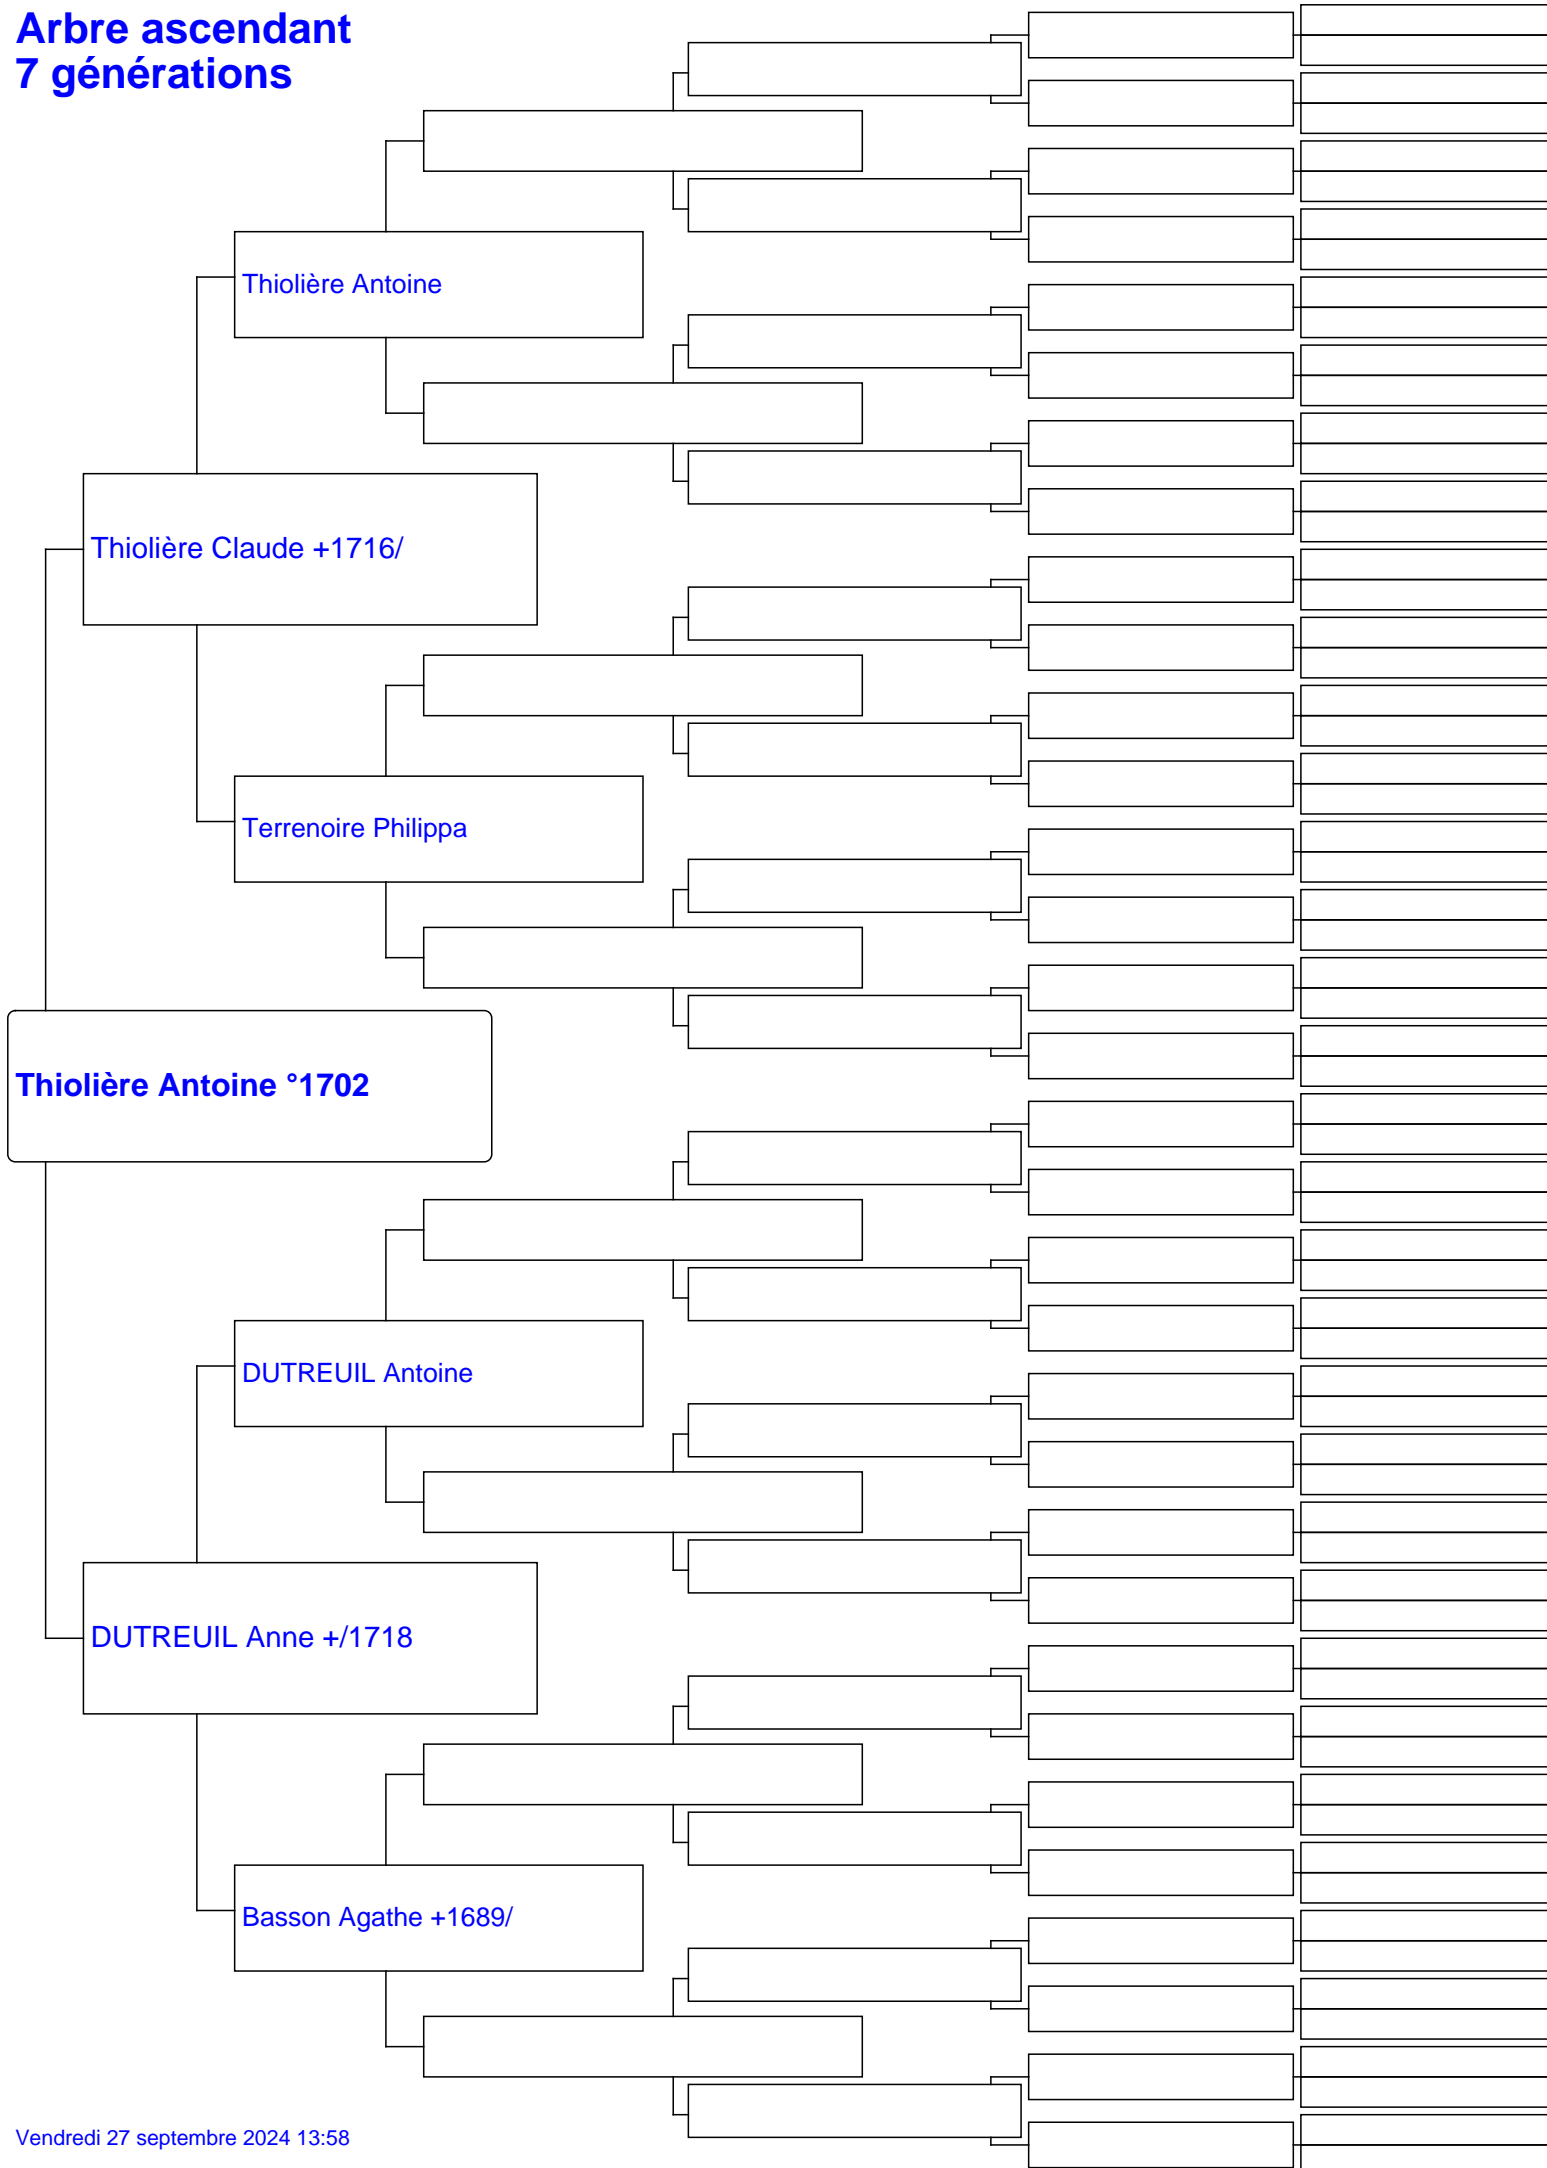 Arbre ascendant
7 générations
Thiolière Antoine
Thiolière Claude +1716/
Terrenoire Philippa
Thiolière Antoine °1702
DUTREUIL Antoine
DUTREUIL Anne +/1718
Basson Agathe +1689/
Vendredi 27 septembre 2024 13:58